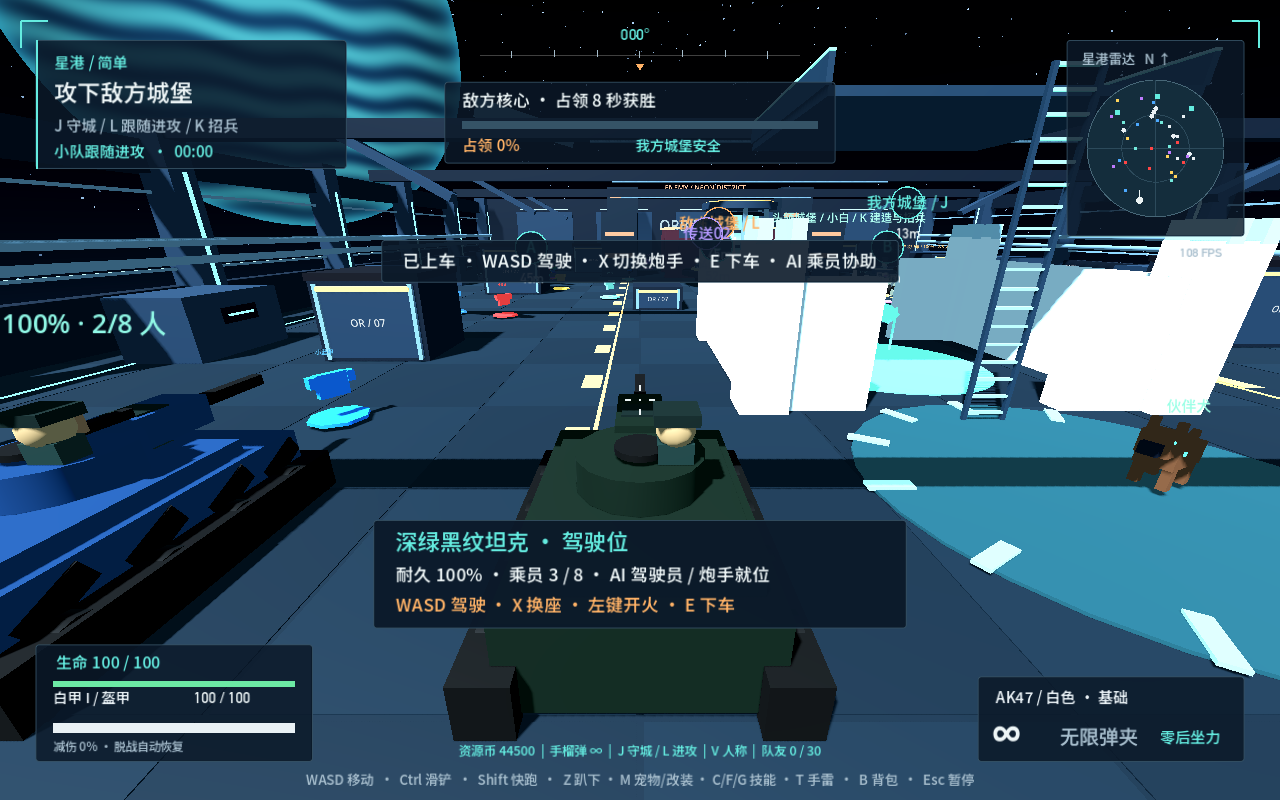 000°
星港 / 简单
攻下敌方城堡
J 守城 / L 跟随进攻 / K 招兵
小队跟随进攻 · 00:00
敌方核心 · 占领 8 秒获胜
占领 0%
我方城堡安全
星港雷达 N ↑
108 FPS
ENEMY / NEON DISTRICT
我方城堡 / J
13m
传送02
已上车 · WASD 驾驶 · X 切换炮手 · E 下车 · AI 乘员协助
100% · 2/8 人
OR / 07
OR / 07
伙伴犬
深绿黑纹坦克 · 驾驶位
耐久 100% · 乘员 3 / 8 · AI 驾驶员 / 炮手就位
WASD 驾驶 · X 换座 · 左键开火 · E 下车
生命 100 / 100
白甲 I / 盔甲 100 / 100
减伤 0% · 脱战自动恢复
AK47 / 白色 · 基础
∞ 无限弹夹 零后坐力
资源币 44500 | 手榴弹 ∞ | J 守城 / L 进攻 | V 人称 | 队友 0 / 30
WASD 移动 · Ctrl 滑铲 · Shift 快跑 · Z 趴下 · M 宠物/改装 · C/F/G 技能 · T 手雷 · B 背包 · Esc 暂停